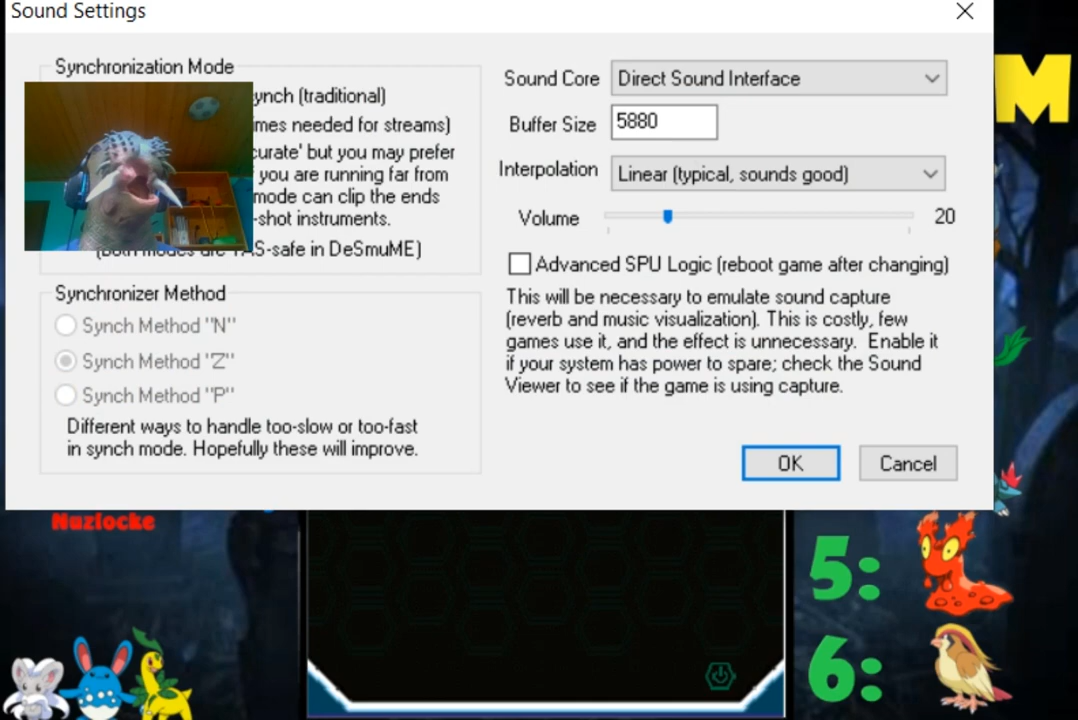 Sound Settings
Synchronization Mode
ynch (traditional)
imes needed for streams)
curate' but you may prefer
you are running far from
mode can clip the ends
-shot instruments.
(Both modes are TAS-safe in DeSmuME)
Synchronizer Method
Synch Method "N"
Synch Method "Z"
Synch Method "P"
Different ways to handle too-slow or too-fast
in synch mode. Hopefully these will improve.
Sound Core Direct Sound Interface
Buffer Size 5880
Interpolation Linear (typical, sounds good)
Volume 20
Advanced SPU Logic (reboot game after changing)
This will be necessary to emulate sound capture
(reverb and music visualization). This is costly, few
games use it, and the effect is unnecessary. Enable it
if your system has power to spare; check the Sound
Viewer to see if the game is using capture.
OK Cancel
M
Nuzlocke
5:
6: